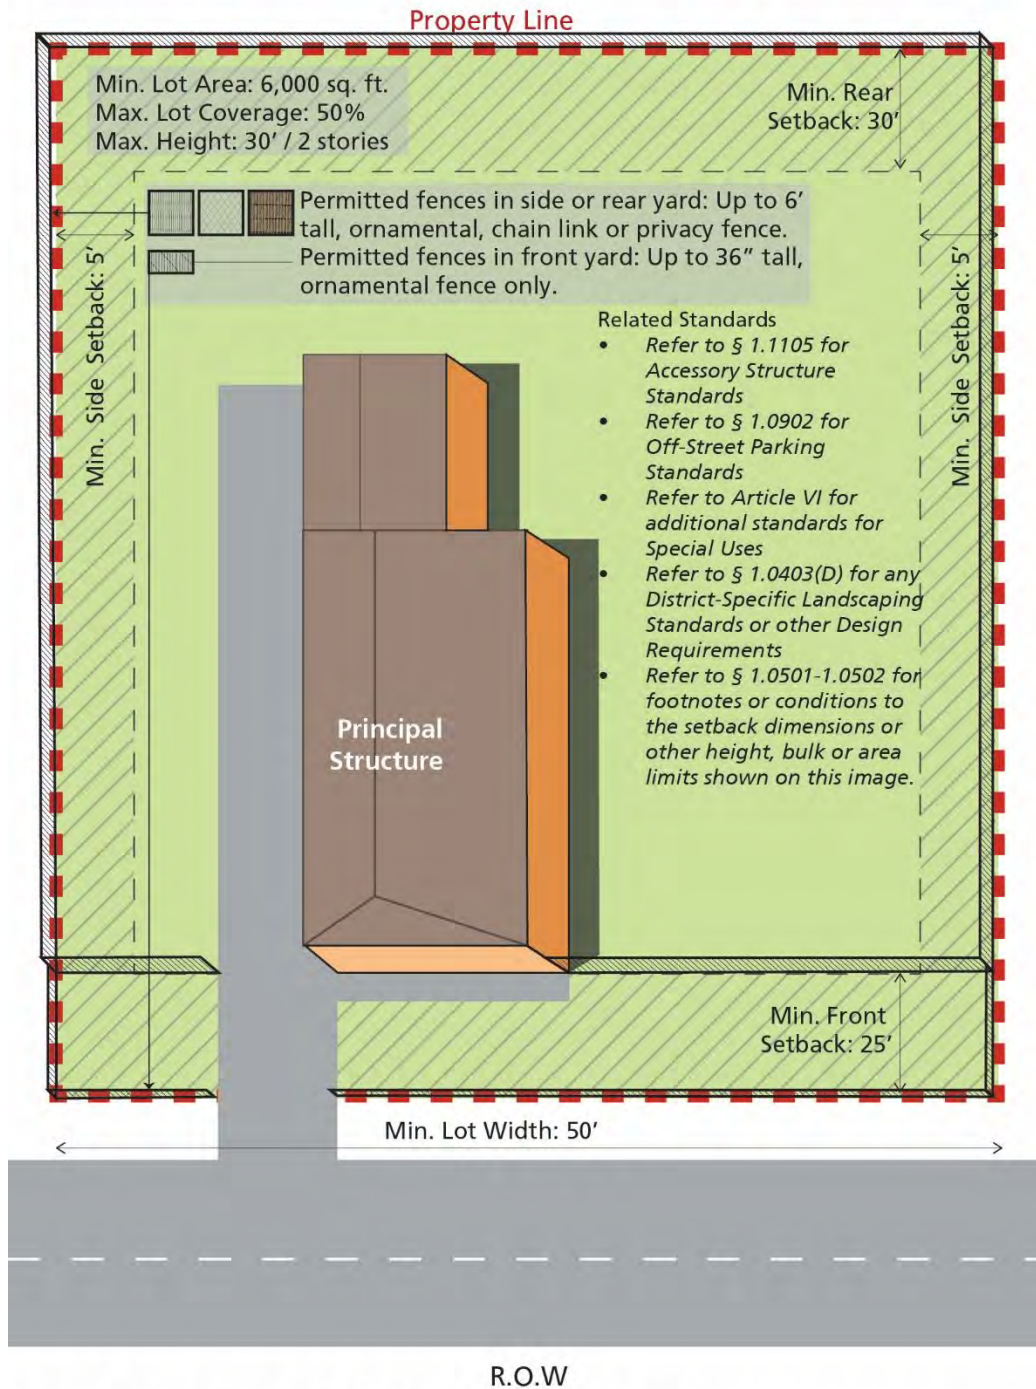 Property Line
Min. Lot Area: 6,000 sq. ft.
Max. Lot Coverage: 50%
Max. Height: 30’ / 2 stories
Min. Rear
Setback: 30’
Permitted fences in side or rear yard: Up to 6’
tall, ornamental, chain link or privacy fence.
Permitted fences in front yard: Up to 36” tall,
ornamental fence only.
Min. Side Setback: 5’
Min. Side Setback: 5’
Related Standards
• Refer to § 1.1105 for
Accessory Structure
Standards
• Refer to § 1.0902 for
Off-Street Parking
Standards
• Refer to Article VI for
additional standards for
Special Uses
• Refer to § 1.0403(D) for any
District-Specific Landscaping
Standards or other Design
Requirements
• Refer to § 1.0501-1.0502 for
footnotes or conditions to
the setback dimensions or
other height, bulk or area
limits shown on this image.
Principal
Structure
Min. Front
Setback: 25’
Min. Lot Width: 50’
R.O.W